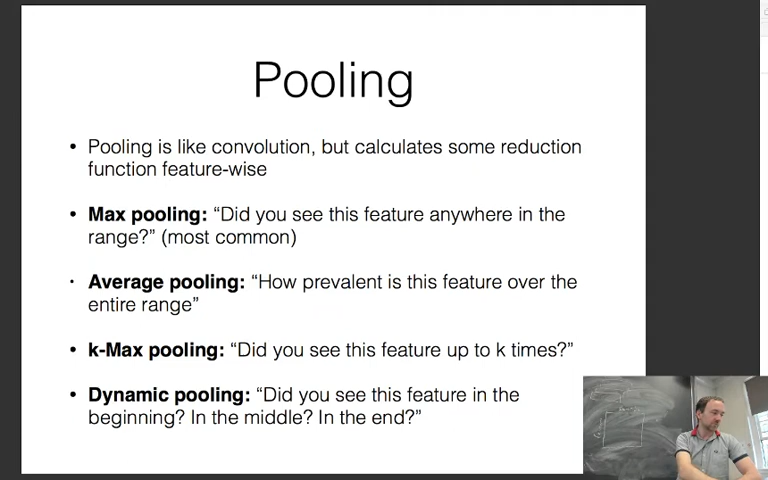 Pooling
• Pooling is like convolution, but calculates some reduction
function feature-wise
• Max pooling: “Did you see this feature anywhere in the
range?” (most common)
• Average pooling: “How prevalent is this feature over the
entire range”
• k-Max pooling: “Did you see this feature up to k times?”
• Dynamic pooling: “Did you see this feature in the
beginning? In the middle? In the end?”